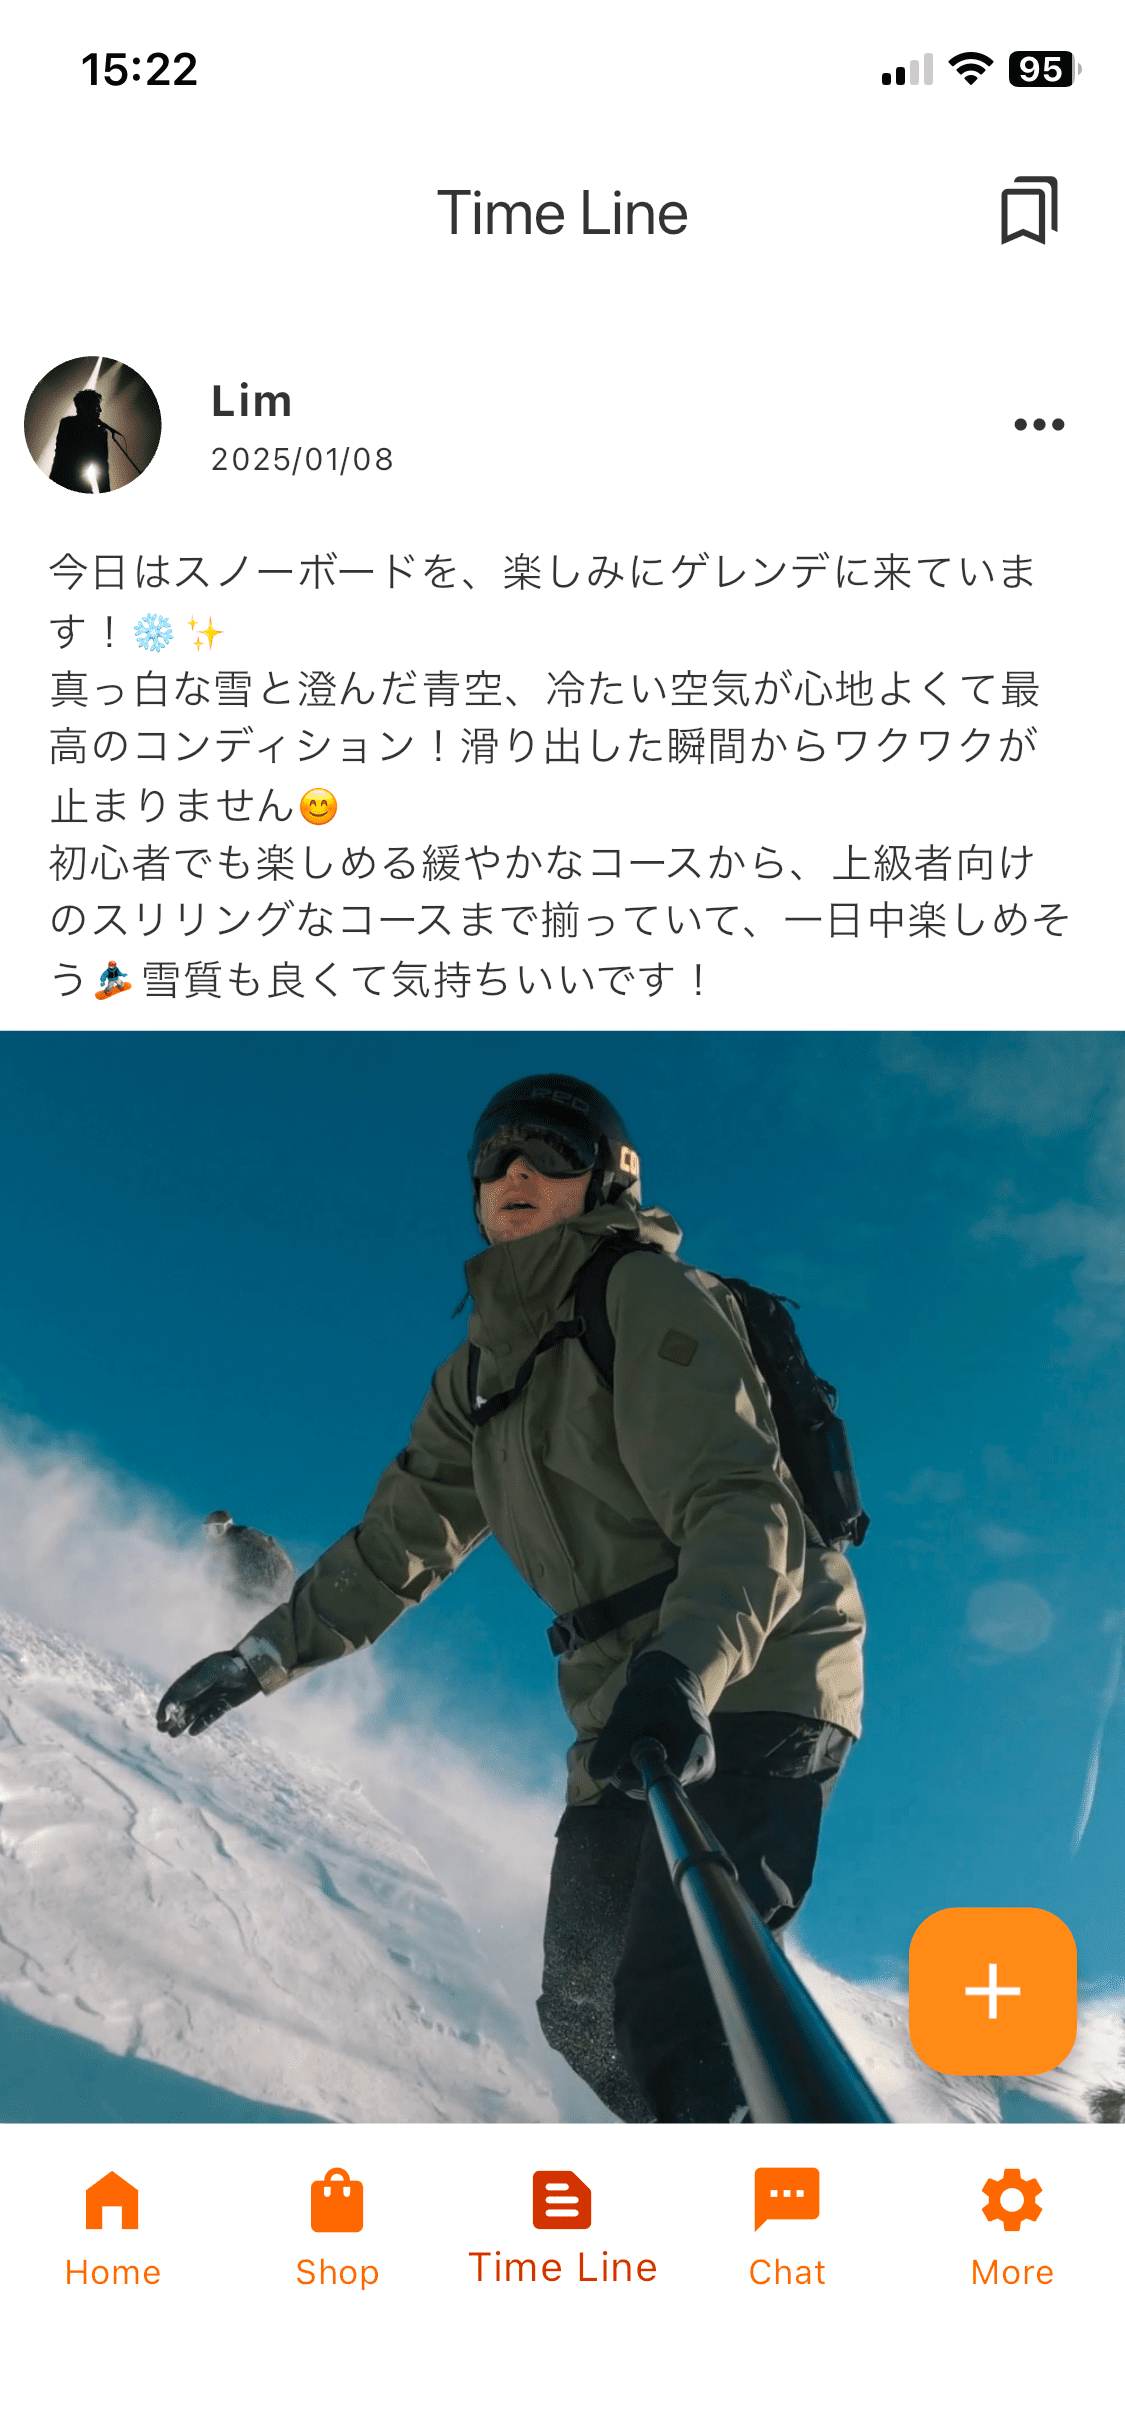 15:22
95
Time Line
Lim
2025/01/08
今日はスノーボードを、楽しみにゲレンデに来ていま
す！❄️✨
真っ白な雪と澄んだ青空、冷たい空気が心地よくて最
高のコンディション！滑り出した瞬間からワクワクが
止まりません😊
初心者でも楽しめる緩やかなコースから、上級者向け
のスリリングなコースまで揃っていて、一日中楽しめそ
う🏂雪質も良くて気持ちいいです！
RED
Home
Shop
Time Line
Chat
More